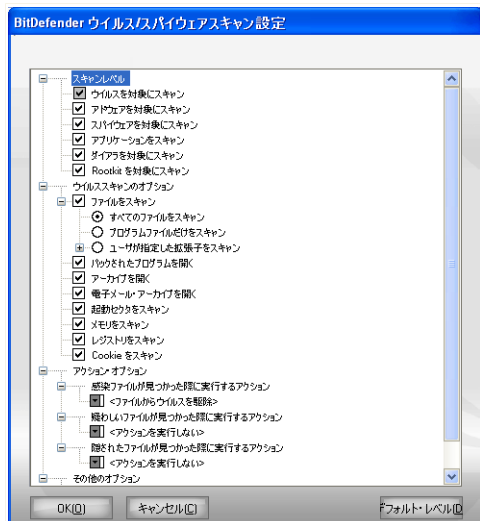 BitDefender ウイルス/スパイウェアスキャン設定
スキャンレベル
ウイルスを対象にスキャン
アドウェアを対象にスキャン
スパイウェアを対象にスキャン
アプリケーションをスキャン
ダイアラを対象にスキャン
Rootkit を対象にスキャン
ウイルススキャンのオプション
ファイルをスキャン
すべてのファイルをスキャン
プログラムファイルだけをスキャン
ユーザが指定した拡張子をスキャン
パックされたプログラムを開く
アーカイブを開く
電子メール・アーカイブを開く
起動セクタをスキャン
メモリをスキャン
レジストリをスキャン
Cookie をスキャン
アクション・オプション
感染ファイルが見つかった際に実行するアクション
<ファイルからウイルスを駆除>
疑わしいファイルが見つかった際に実行するアクション
<アクションを実行しない>
隠されたファイルが見つかった際に実行するアクション
<アクションを実行しない>
その他のオプション
OK(O) キャンセル(C) デフォルト・レベル(D